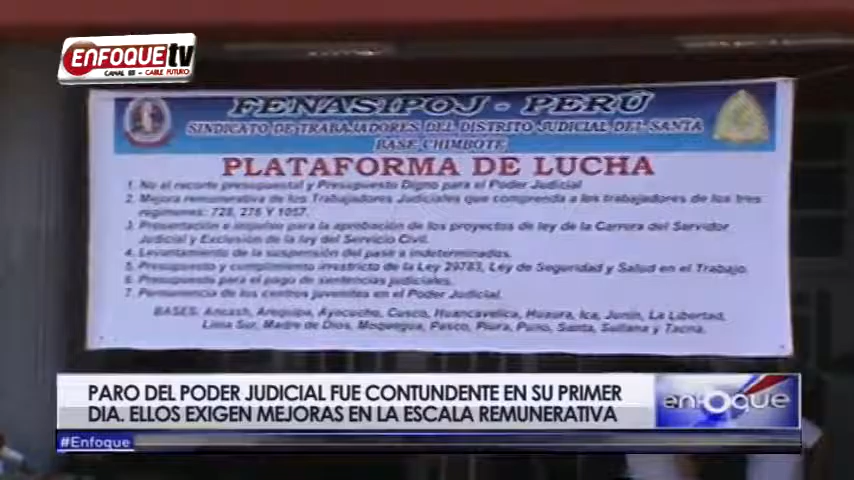 ENFOQUE tv
CABLE FUTURO
FENASIPOJ - PERÚ
SINDICATO DE TRABAJADORES DEL DISTRITO JUDICIAL DEL SANTA
BASE CHIMBOTE
PLATAFORMA DE LUCHA
1. No al recorte presupuestal y Presupuesto Digno para el Poder Judicial
2. Mejora remunerativa de los Trabajadores Judiciales que comprenda a los trabajadores de los tres
regímenes: 728, 276 Y 1057.
3. Presentación e impulso para la aprobación de los proyectos de ley de la Carrera del Servidor
Judicial y Exclusión de la ley del Servicio Civil.
4. Levantamiento de la suspensión del pase a indeterminados.
5. Presupuesto y cumplimiento irrestricto de la Ley 29783, Ley de Seguridad y Salud en el Trabajo.
6. Presupuesto para el pago de sentencias judiciales.
7. Permanencia de los centros juveniles en el Poder Judicial.
BASES: Ancash, Arequipa, Ayacucho, Cusco, Huancavelica, Huaura, Ica, Junín, La Libertad,
Lima Sur, Madre de Dios, Moquegua, Pasco, Piura, Puno, Santa, Sullana y Tacna.
PARO DEL PODER JUDICIAL FUE CONTUNDENTE EN SU PRIMER
DIA. ELLOS EXIGEN MEJORAS EN LA ESCALA REMUNERATIVA
enfoque
#Enfoque